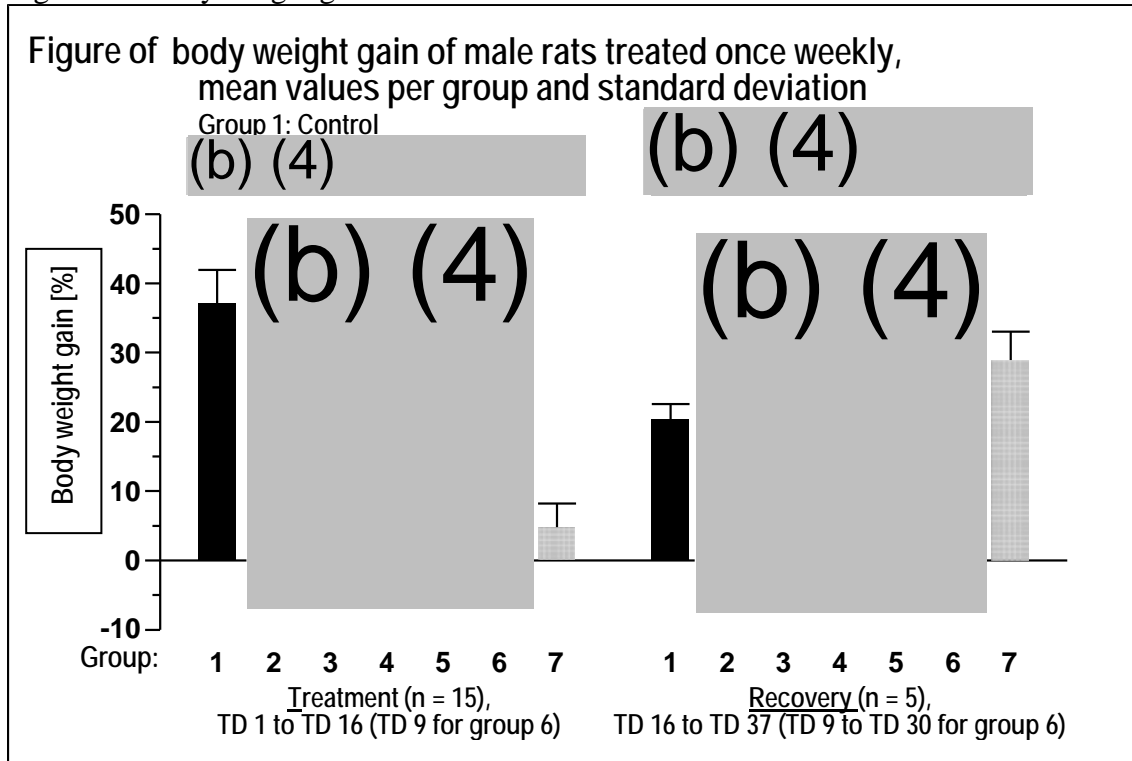 Figure of body weight gain of male rats treated once weekly,
mean values per group and standard deviation
Group 1: Control
(b) (4)
(b) (4)
Body weight gain [%]
50
40
30
20
10
0
-10
(b) (4)
(b) (4)
Group: 1 2 3 4 5 6 7 1 2 3 4 5 6 7
Treatment (n = 15),
TD 1 to TD 16 (TD 9 for group 6)
Recovery (n = 5),
TD 16 to TD 37 (TD 9 to TD 30 for group 6)